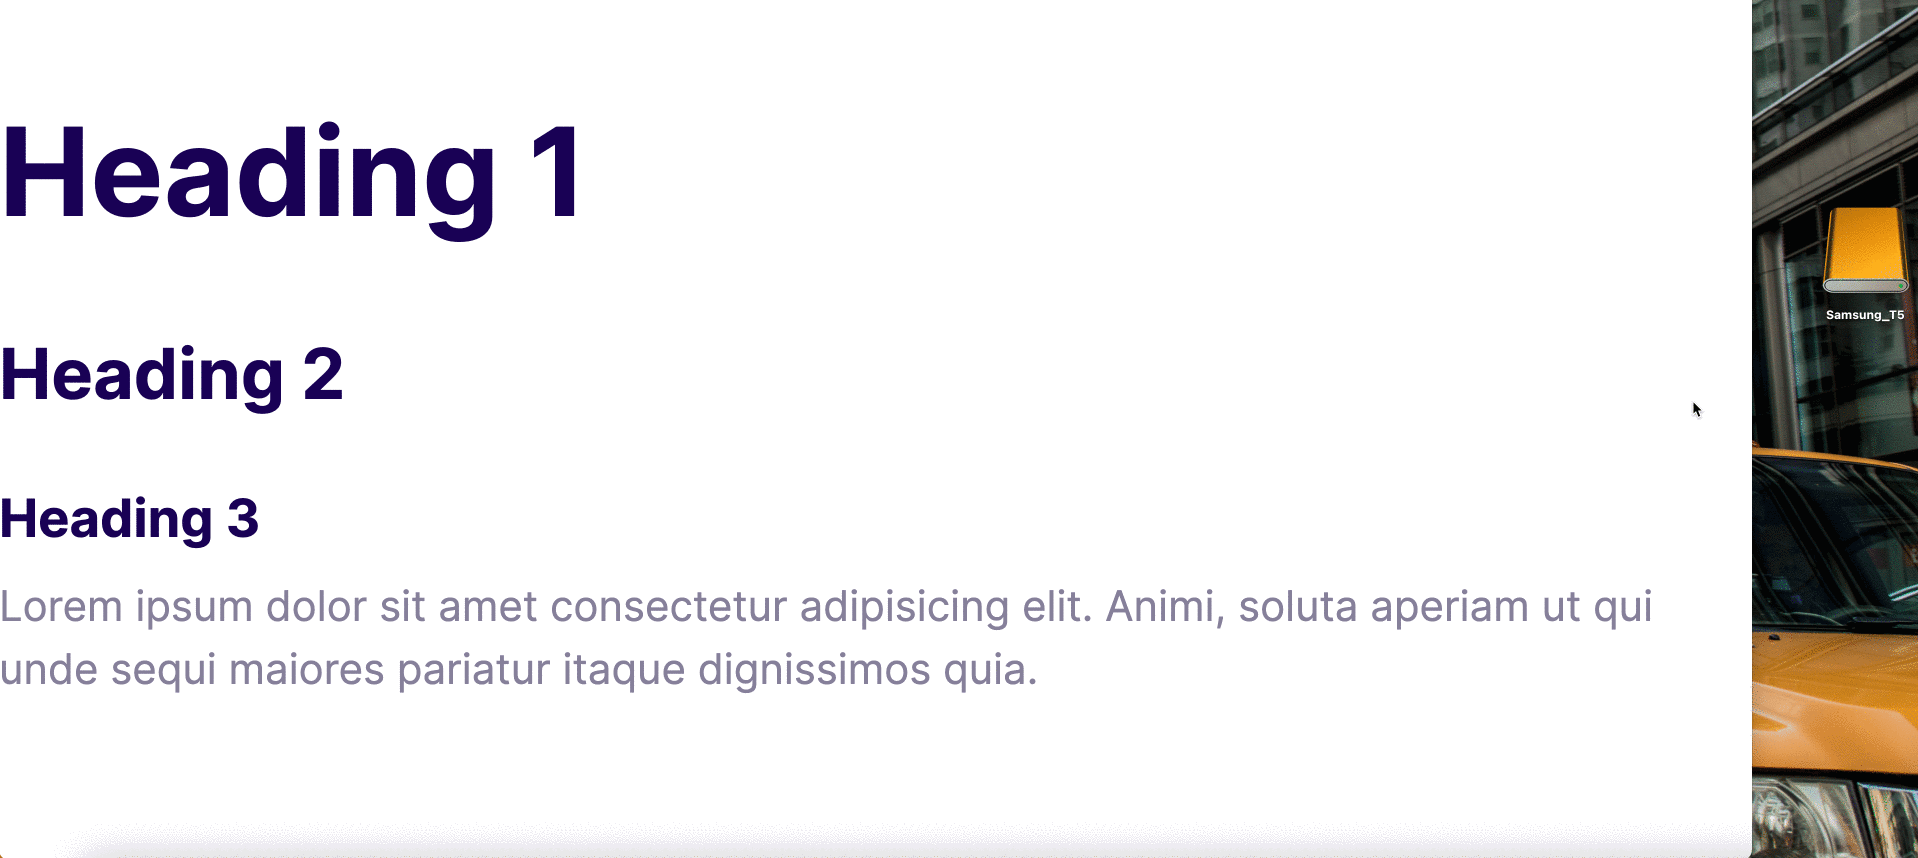 Heading 1
Heading 2
Heading 3
Lorem ipsum dolor sit amet consectetur adipisicing elit. Animi, soluta aperiam ut qui
unde sequi maiores pariatur itaque dignissimos quia.
Samsung_T5